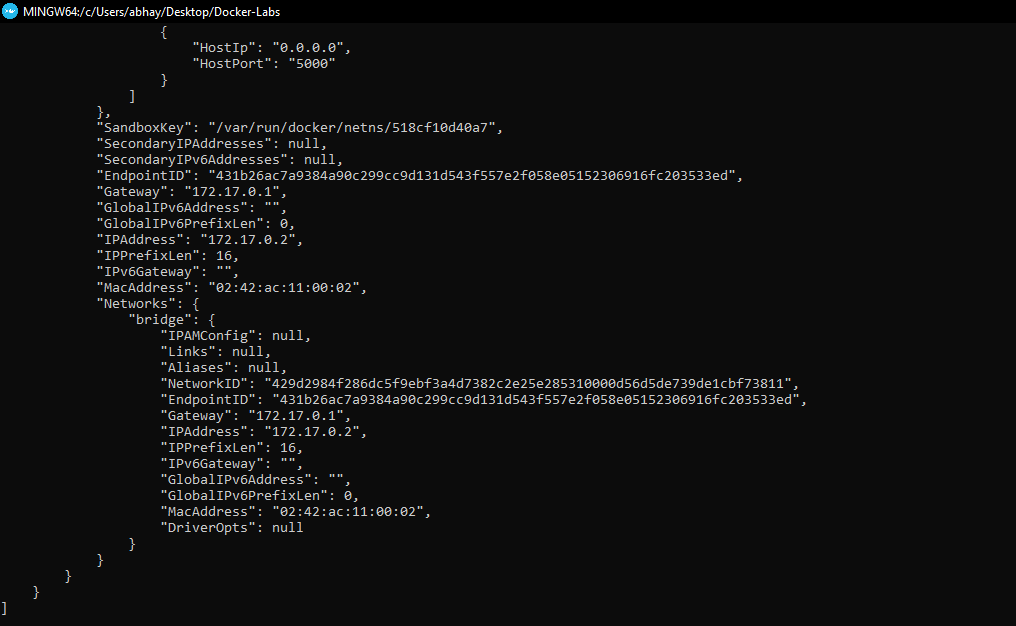 MINGW64:/c/Users/abhay/Desktop/Docker-Labs
{
"HostIp": "0.0.0.0",
"HostPort": "5000"
}
]
},
"SandboxKey": "/var/run/docker/netns/518cf10d40a7",
"SecondaryIPAddresses": null,
"SecondaryIPv6Addresses": null,
"EndpointID": "431b26ac7a9384a90c299cc9d131d543f557e2f058e05152306916fc203533ed",
"Gateway": "172.17.0.1",
"GlobalIPv6Address": "",
"GlobalIPv6PrefixLen": 0,
"IPAddress": "172.17.0.2",
"IPPrefixLen": 16,
"IPv6Gateway": "",
"MacAddress": "02:42:ac:11:00:02",
"Networks": {
"bridge": {
"IPAMConfig": null,
"Links": null,
"Aliases": null,
"NetworkID": "429d2984f286dc5f9ebf3a4d7382c2e25e285310000d56d5de739de1cbf73811",
"EndpointID": "431b26ac7a9384a90c299cc9d131d543f557e2f058e05152306916fc203533ed",
"Gateway": "172.17.0.1",
"IPAddress": "172.17.0.2",
"IPPrefixLen": 16,
"IPv6Gateway": "",
"GlobalIPv6Address": "",
"GlobalIPv6PrefixLen": 0,
"MacAddress": "02:42:ac:11:00:02",
"DriverOpts": null
}
}
}
}
]